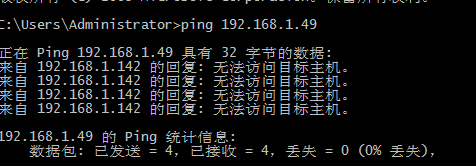 C:\Users\Administrator>ping 192.168.1.49
正在 Ping 192.168.1.49 具有 32 字节的数据:
来自 192.168.1.142 的回复: 无法访问目标主机。
来自 192.168.1.142 的回复: 无法访问目标主机。
来自 192.168.1.142 的回复: 无法访问目标主机。
来自 192.168.1.142 的回复: 无法访问目标主机。
192.168.1.49 的 Ping 统计信息:
数据包: 已发送 = 4，已接收 = 4，丢失 = 0 (0% 丢失)，